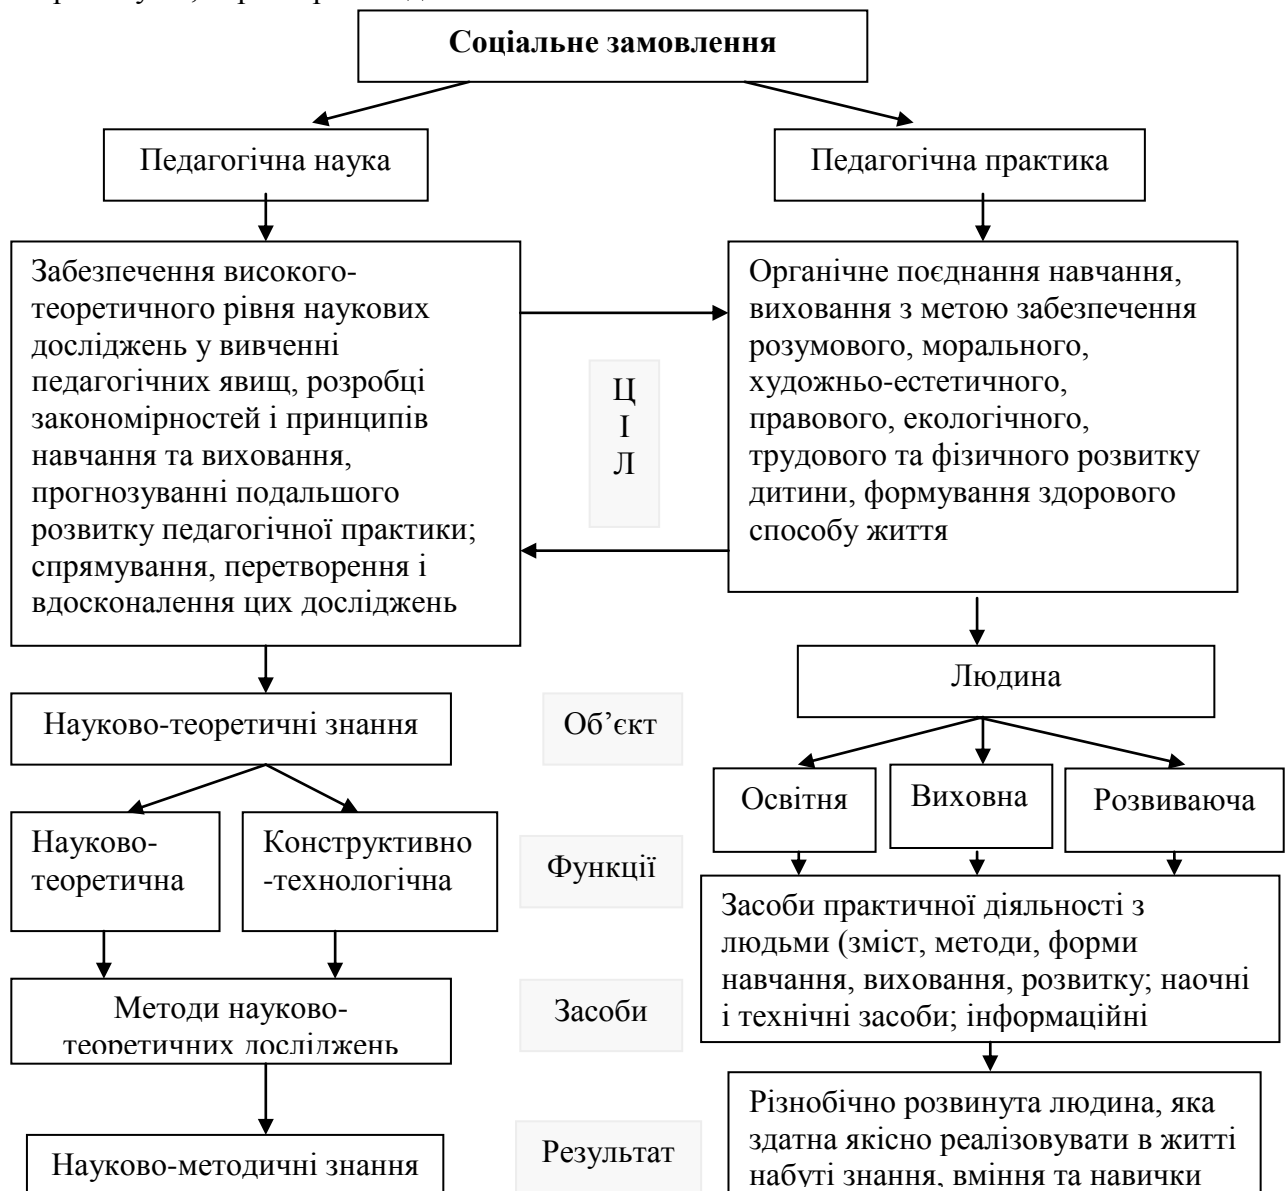 Соціальне замовлення
Педагогічна наука
Педагогічна практика
Забезпечення високого-
теоретичного рівня наукових
досліджень у вивченні
педагогічних явищ, розробці
закономірностей і принципів
навчання та виховання,
прогнозуванні подальшого
розвитку педагогічної практики;
спрямування, перетворення і
вдосконалення цих досліджень
Ц
І
Л
Органічне поєднання навчання,
виховання з метою забезпечення
розумового, морального,
художньо-естетичного,
правового, екологічного,
трудового та фізичного розвитку
дитини, формування здорового
способу життя
Науково-теоретичні знання
Об’єкт
Людина
Науково-
теоретична
Конструктивно
-технологічна
Функції
Освітня
Виховна
Розвиваюча
Методи науково-
теоретичних досліджень
Засоби
Засоби практичної діяльності з
людьми (зміст, методи, форми
навчання, виховання, розвитку; наочні
і технічні засоби; інформаційні
Науково-методичні знання
Результат
Різнобічно розвинута людина, яка
здатна якісно реалізовувати в житті
набуті знання, вміння та навички